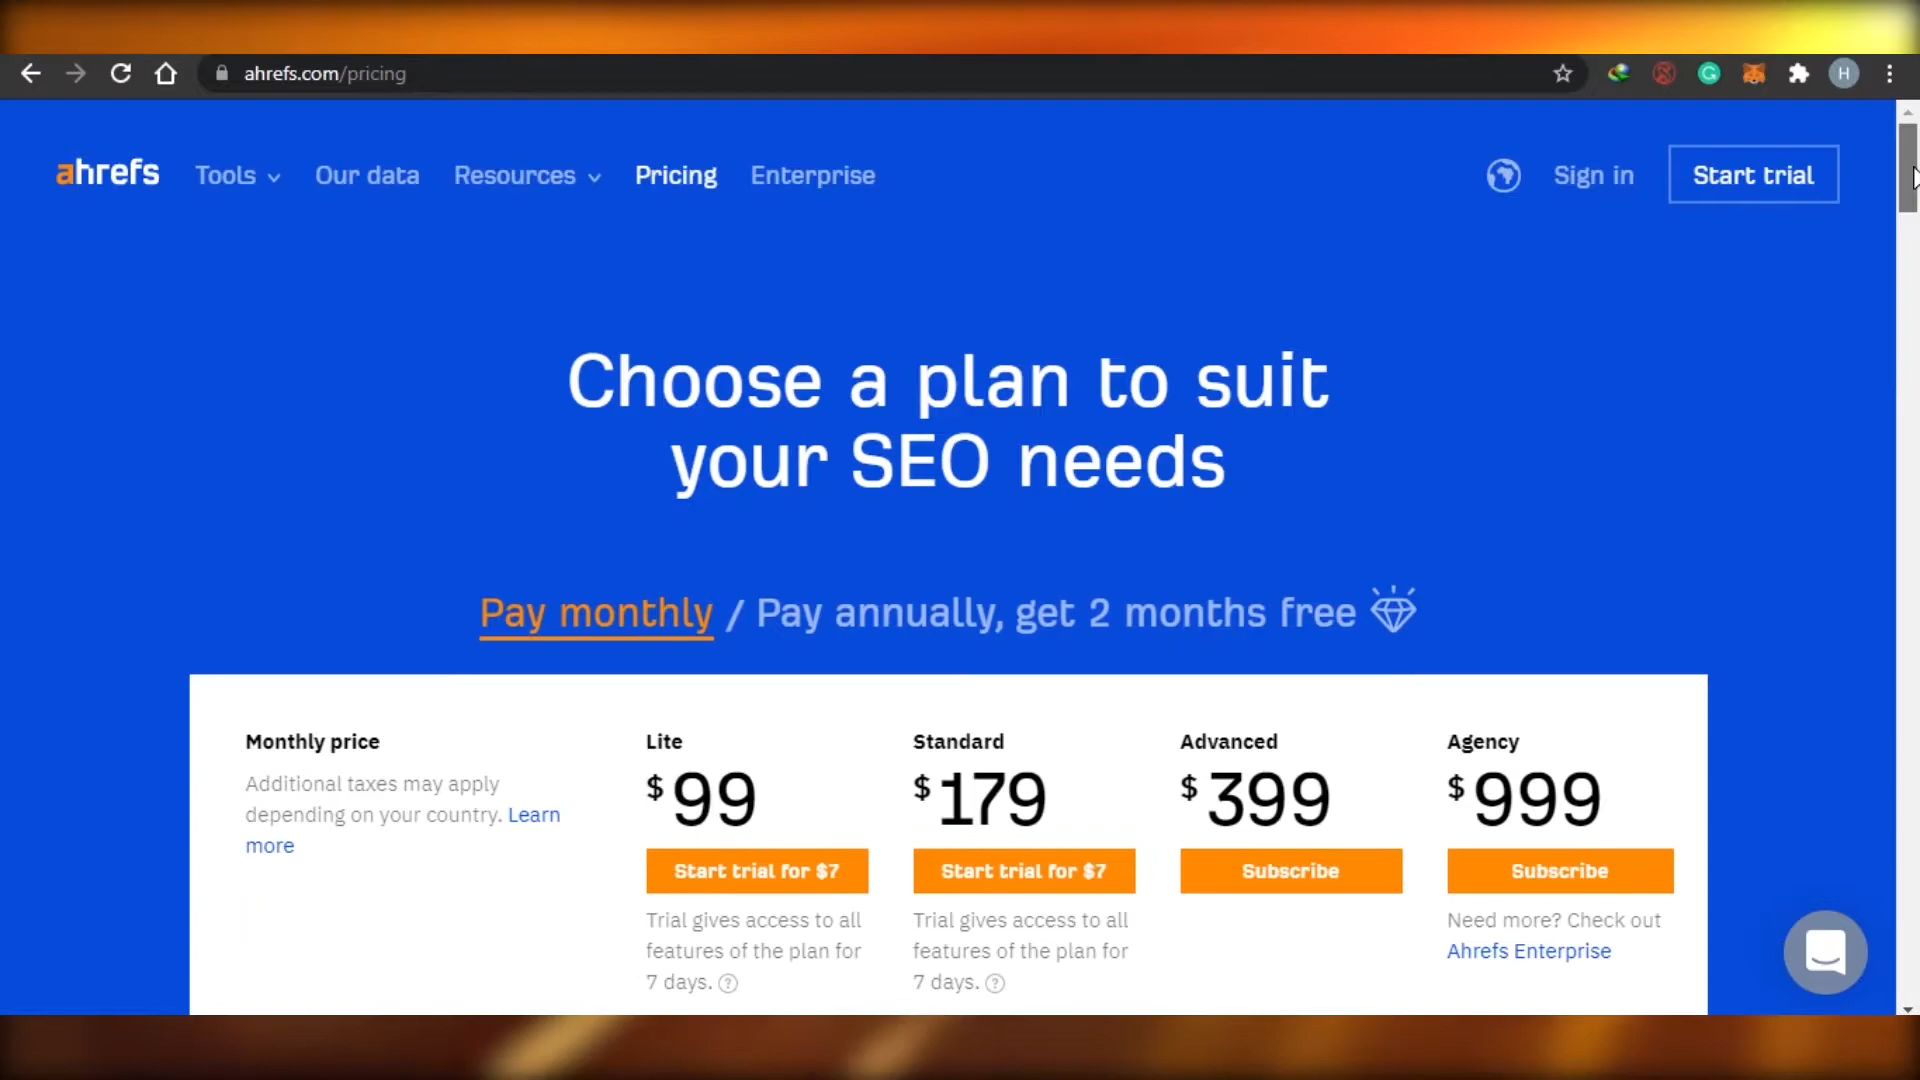 ahrefs.com/pricing
H
ahrefs Tools Our data Resources Pricing Enterprise Sign in Start trial
Choose a plan to suit
your SEO needs
Pay monthly / Pay annually, get 2 months free
Monthly price Lite Standard Advanced Agency
$99 $179 $399 $999
Additional taxes may apply
depending on your country. Learn
more
Start trial for $7 Start trial for $7 Subscribe Subscribe
Trial gives access to all Trial gives access to all Need more? Check out
features of the plan for features of the plan for Ahrefs Enterprise
7 days. ? 7 days. ?